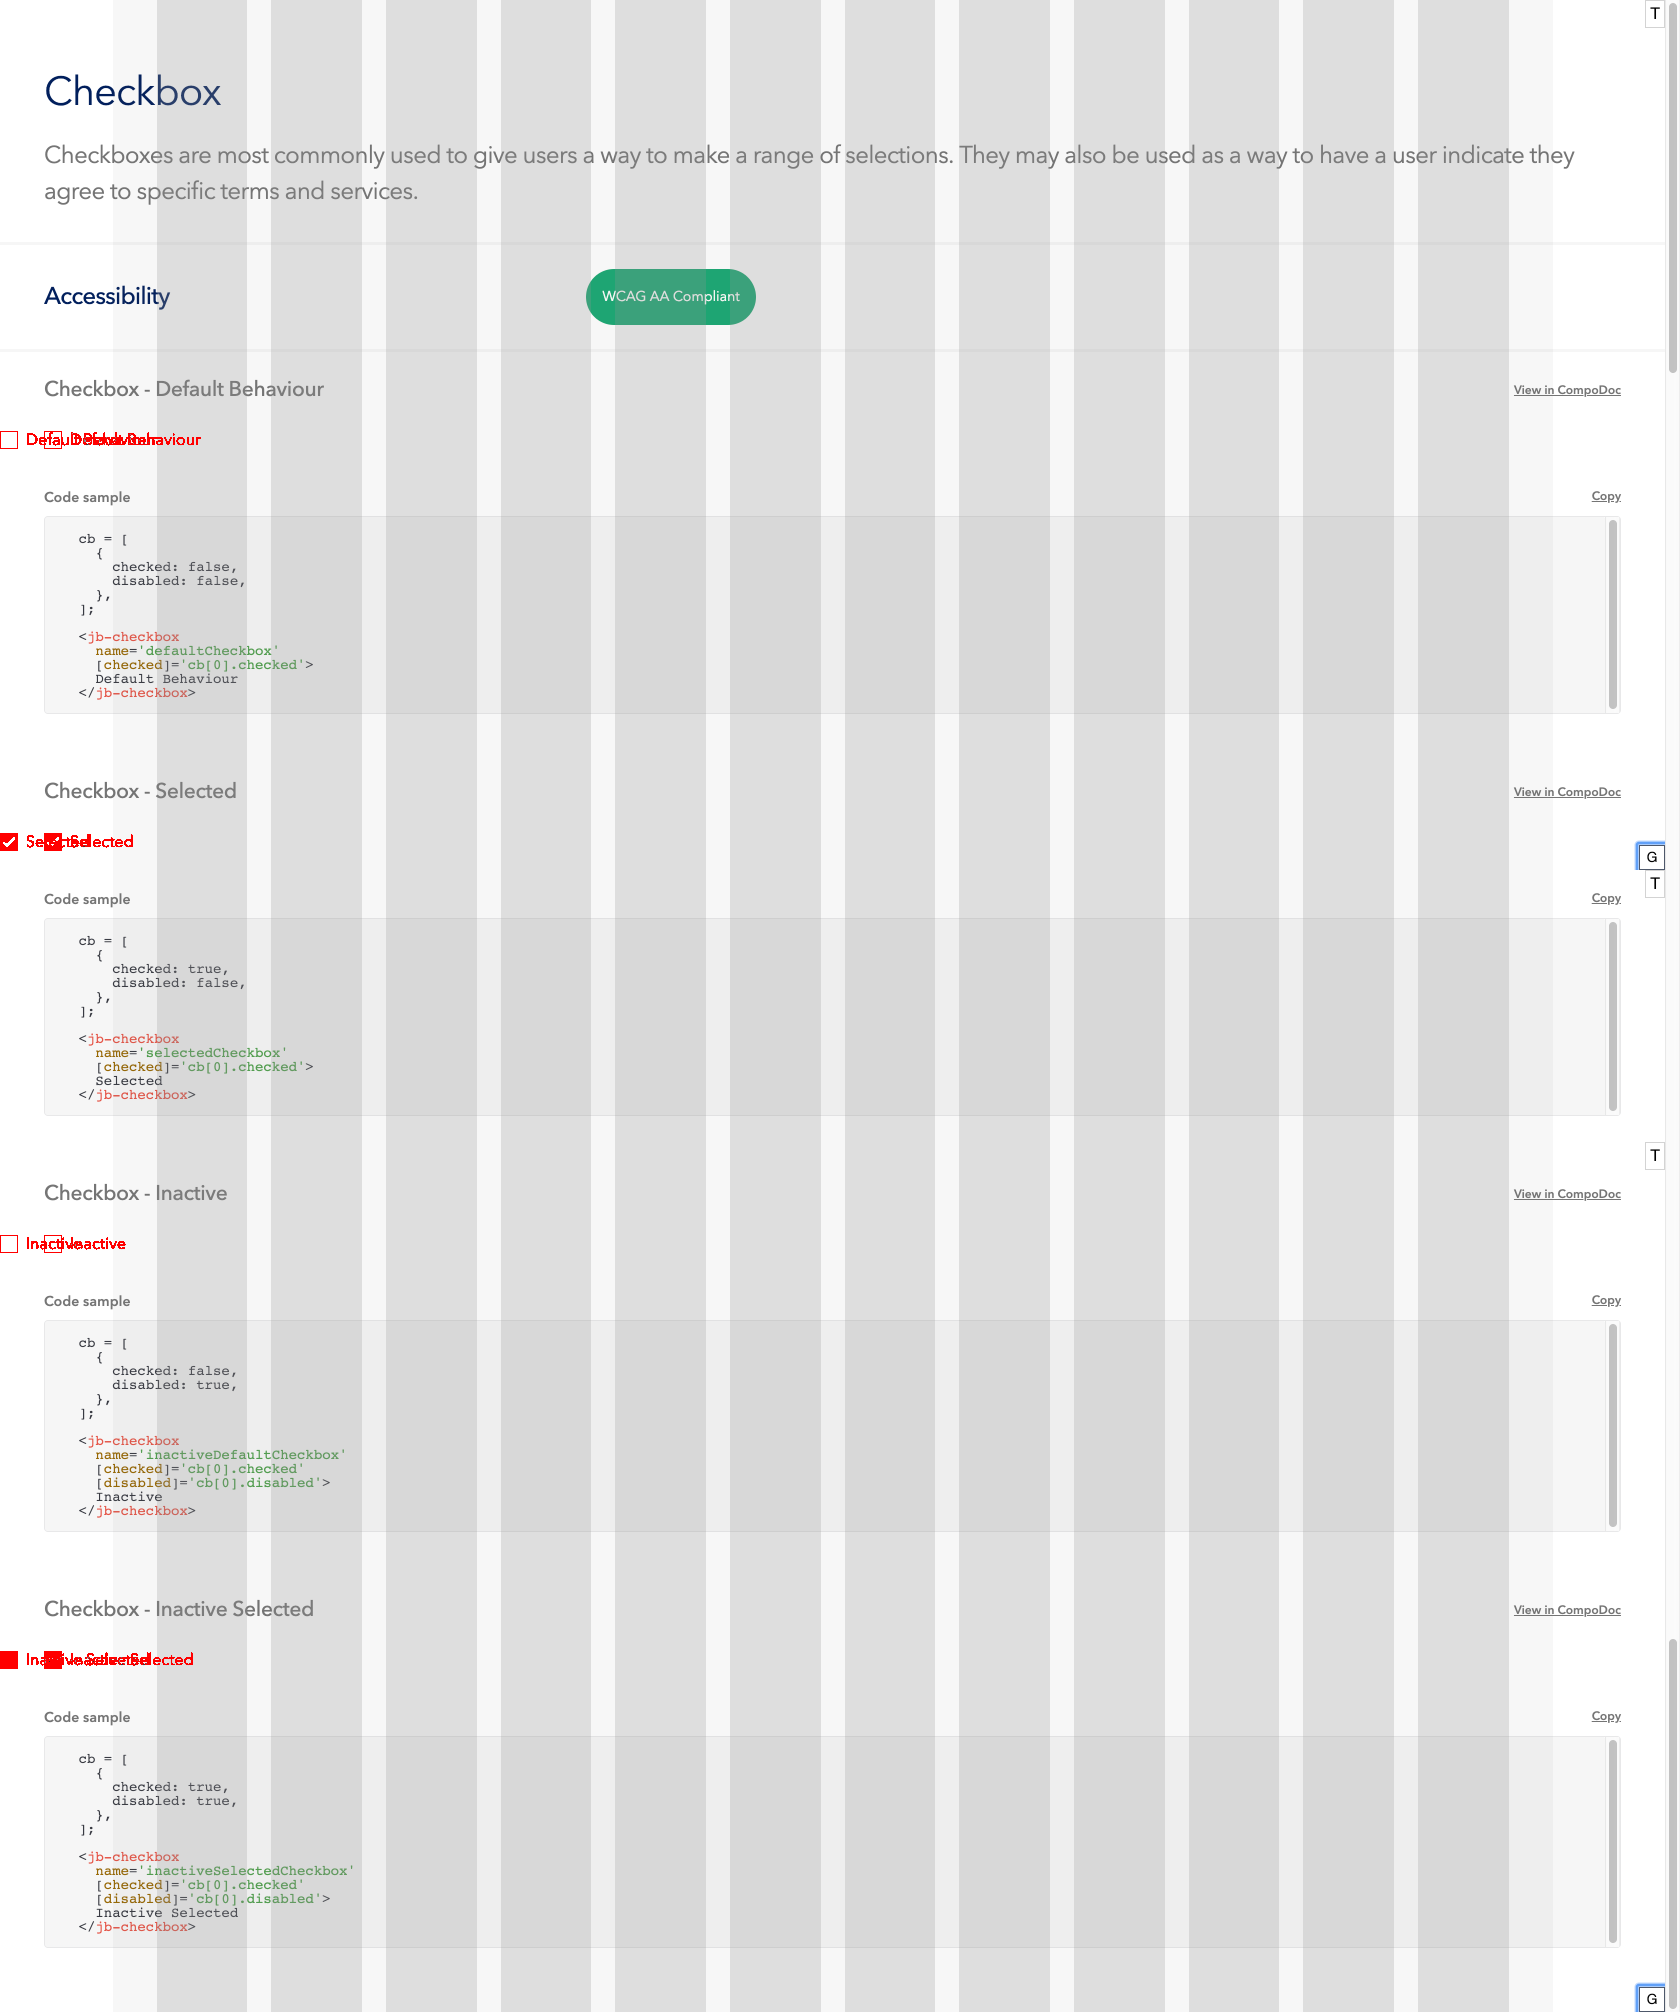 T
Checkbox
Checkboxes are most commonly used to give users a way to make a range of selections. They may also be used as a way to have a user indicate they
agree to specific terms and services.
Accessibility
WCAG AA Compliant
Checkbox - Default Behaviour
View in CompoDoc
Default Behaviour Default Behaviour
Code sample
Copy
cb = [
{
checked: false,
disabled: false,
},
];
<jb-checkbox
name='defaultCheckbox'
[checked]='cb[0].checked'>
Default Behaviour
</jb-checkbox>
Checkbox - Selected
View in CompoDoc
Selected Selected
G
T
Code sample
Copy
cb = [
{
checked: true,
disabled: false,
},
];
<jb-checkbox
name='selectedCheckbox'
[checked]='cb[0].checked'>
Selected
</jb-checkbox>
T
Checkbox - Inactive
View in CompoDoc
Inactive Inactive
Code sample
Copy
cb = [
{
checked: false,
disabled: true,
},
];
<jb-checkbox
name='inactiveDefaultCheckbox'
[checked]='cb[0].checked'
[disabled]='cb[0].disabled'>
Inactive
</jb-checkbox>
Checkbox - Inactive Selected
View in CompoDoc
Inactive Selected Inactive Selected
Code sample
Copy
cb = [
{
checked: true,
disabled: true,
},
];
<jb-checkbox
name='inactiveSelectedCheckbox'
[checked]='cb[0].checked'
[disabled]='cb[0].disabled'>
Inactive Selected
</jb-checkbox>
G